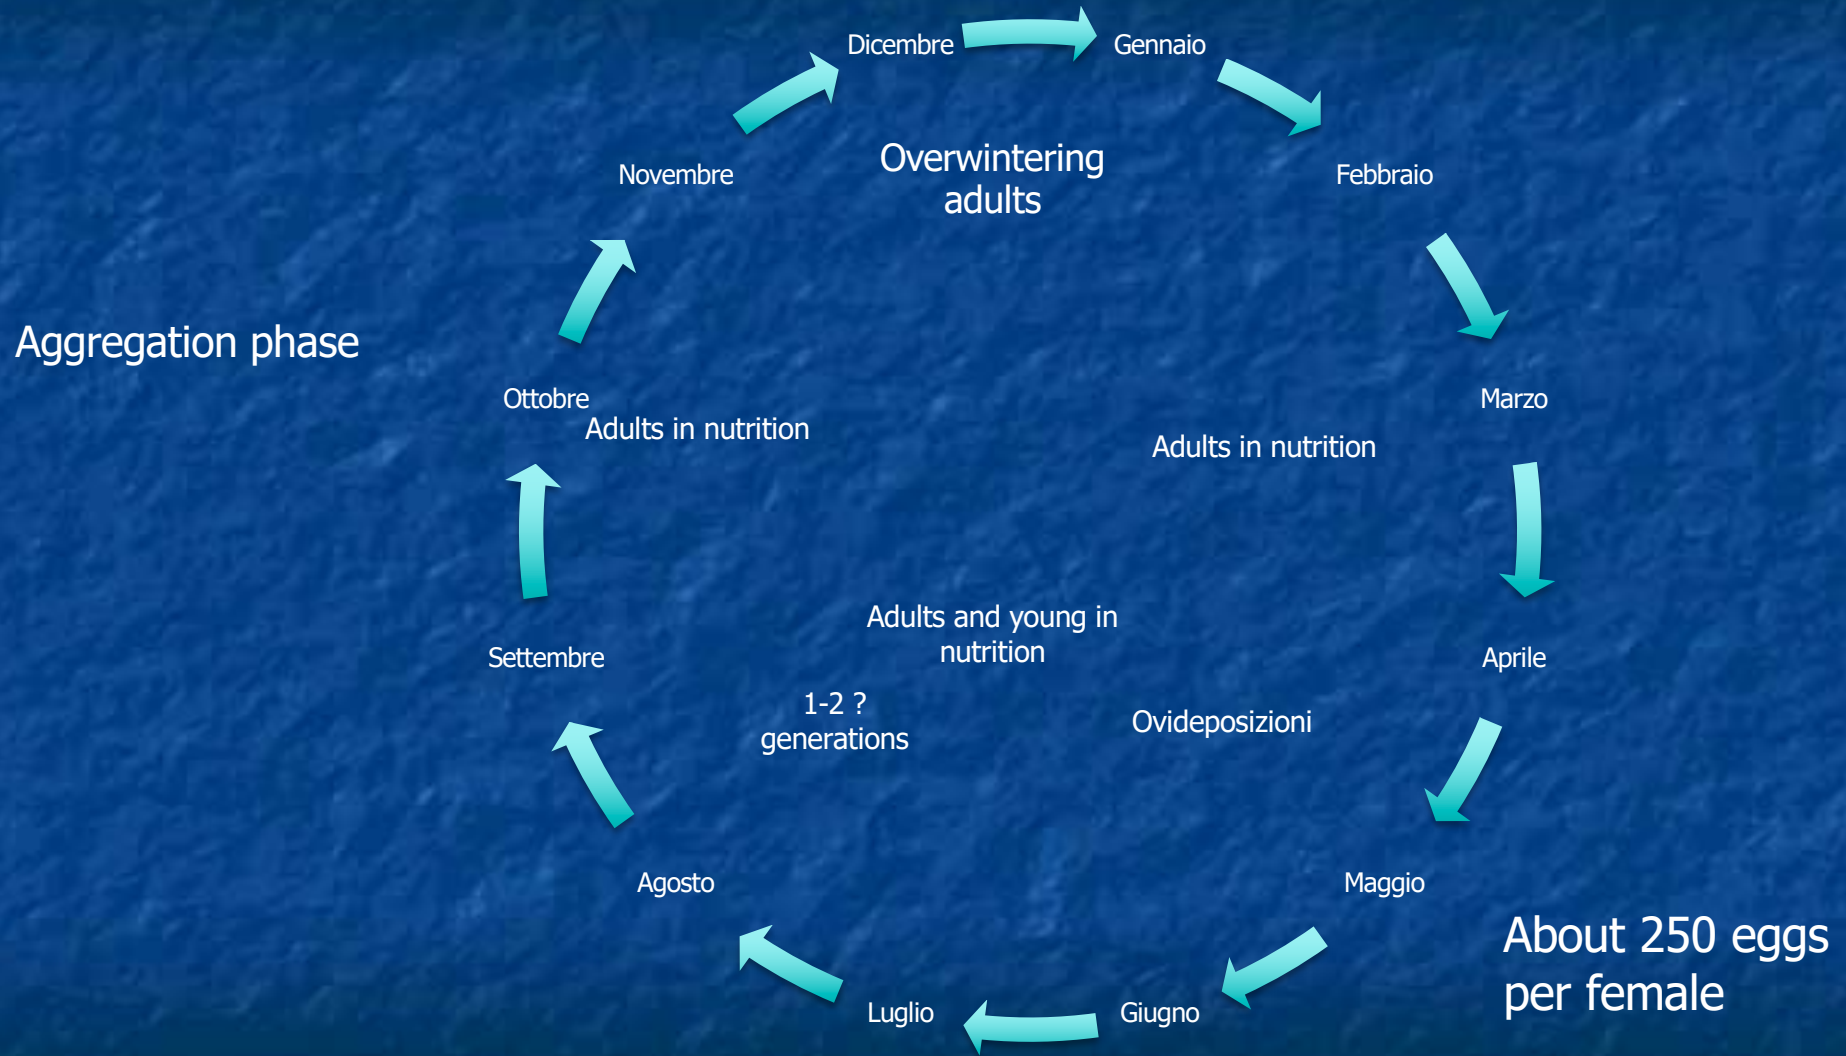 Dicembre
Gennaio
Novembre
Overwintering
adults
Febbraio
Aggregation phase
Ottobre
Adults in nutrition
Marzo
Adults in nutrition
Adults and young in
nutrition
Settembre
Aprile
1-2 ?
generations
Ovideposizioni
Agosto
Maggio
About 250 eggs
per female
Luglio
Giugno